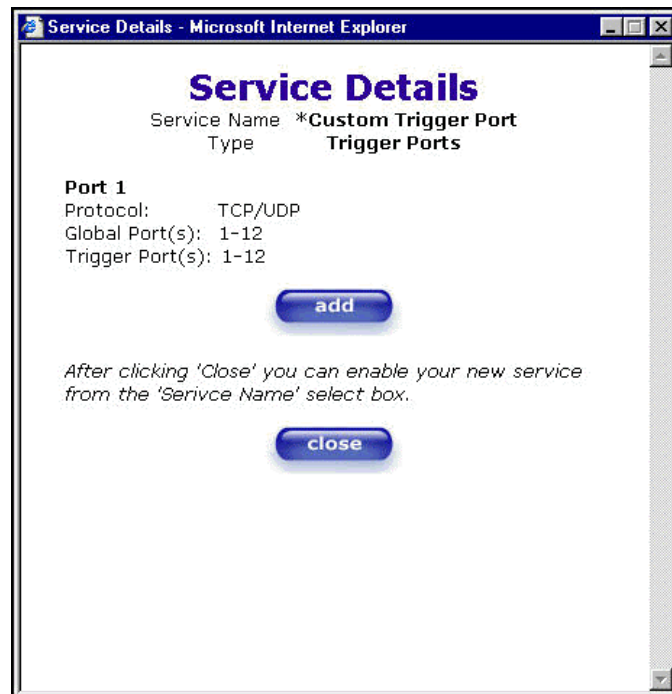 Service Details - Microsoft Internet Explorer
Service Details
Service Name *Custom Trigger Port
Type Trigger Ports
Port 1
Protocol: TCP/UDP
Global Port(s): 1-12
Trigger Port(s): 1-12
add
After clicking 'Close' you can enable your new service
from the 'Serivce Name' select box.
close